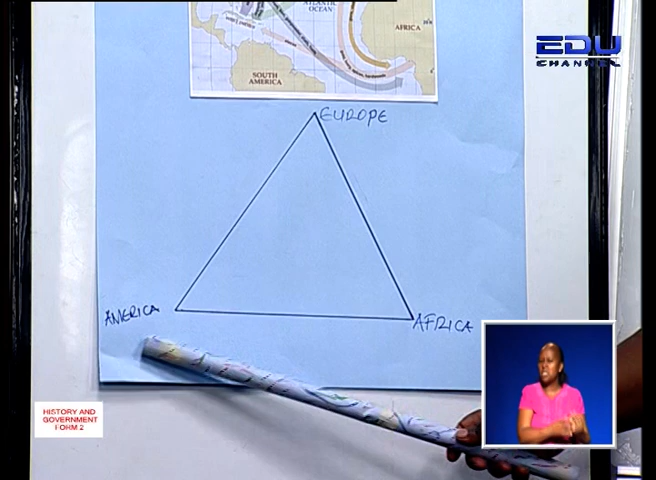 ATLANTIC
OCEAN
AFRICA
SOUTH
AMERICA
EDU
CHANNEL
EUROPE
AMERICA
AFRICA
HISTORY AND
GOVERNMENT
FORM 2